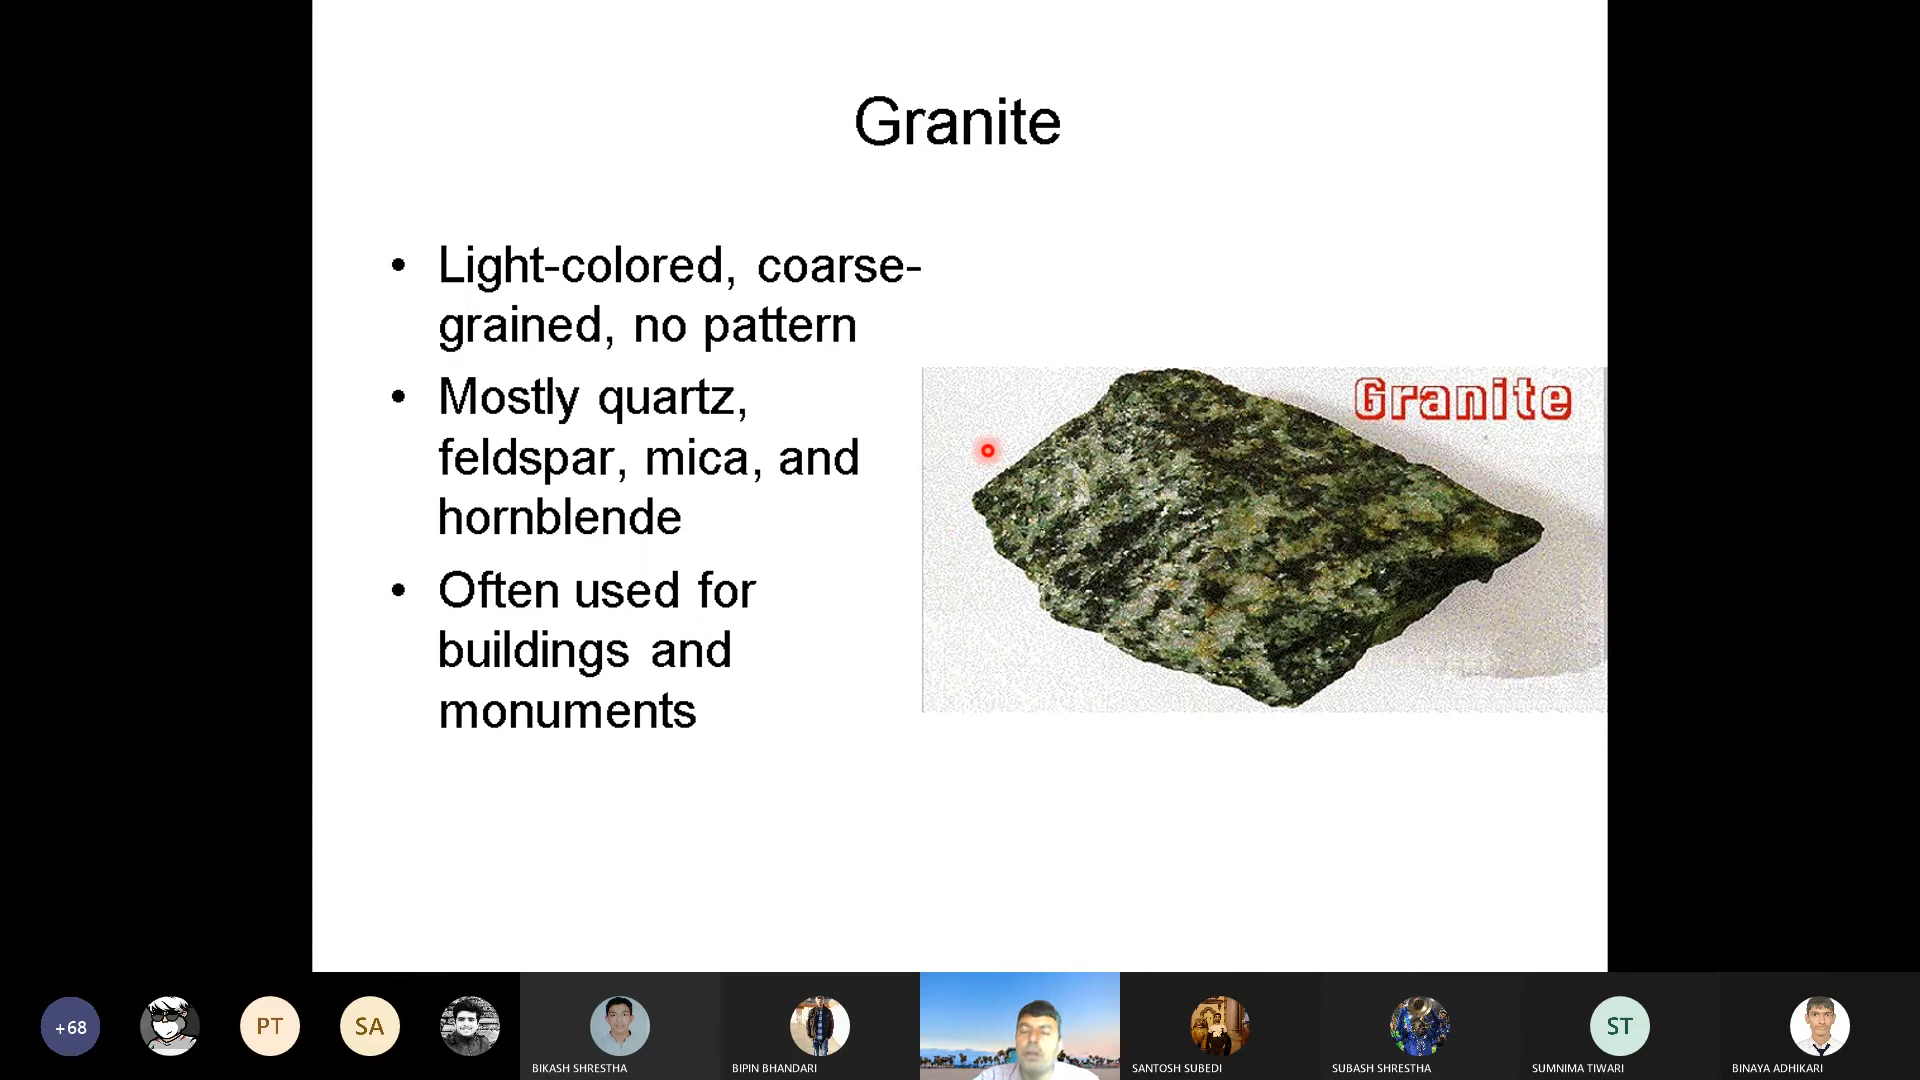 Granite
• Light-colored, coarse-
grained, no pattern
• Mostly quartz,
feldspar, mica, and
hornblende
• Often used for
buildings and
monuments
Granite
+68
PT
SA
BIKASH SHRESTHA
BIPIN BHANDARI
SANTOSH SUBEDI
SUBASH SHRESTHA
ST
SUMNIMA TIWARI
BINAYA ADHIKARI